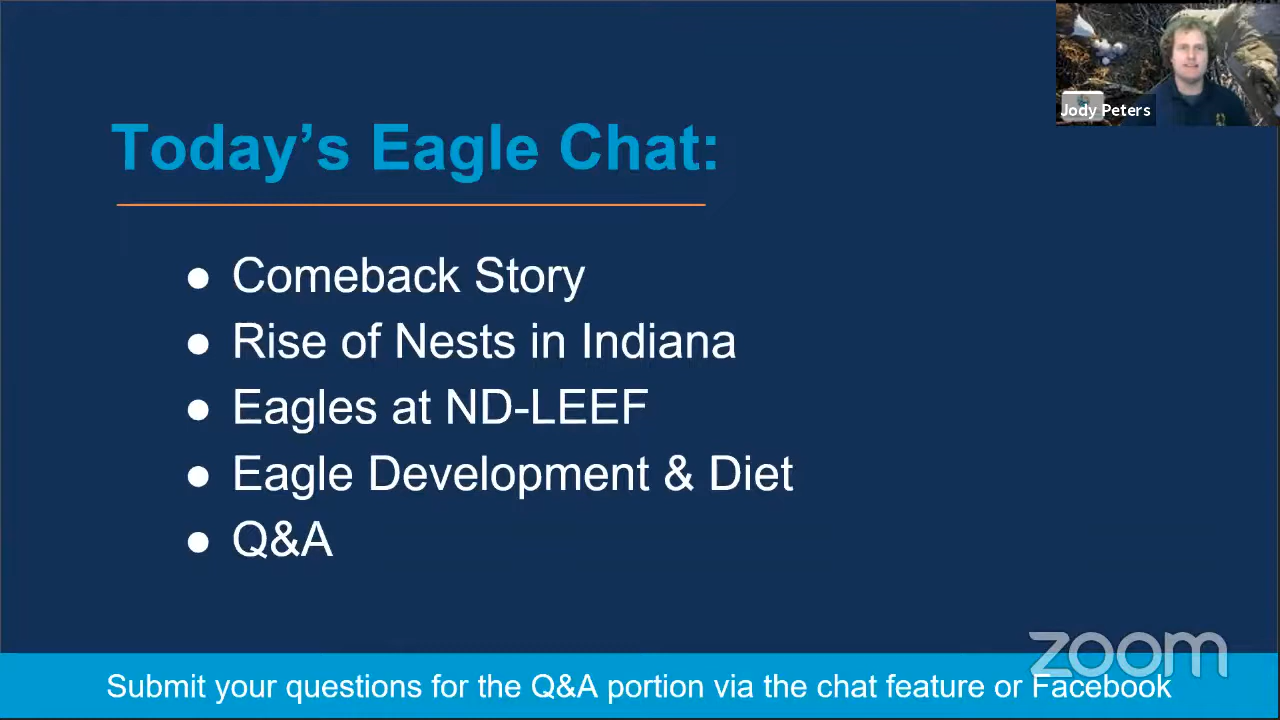 Jody Peters
Today's Eagle Chat:
● Comeback Story
● Rise of Nests in Indiana
● Eagles at ND-LEEF
● Eagle Development & Diet
● Q&A
zoom
Submit your questions for the Q&A portion via the chat feature or Facebook